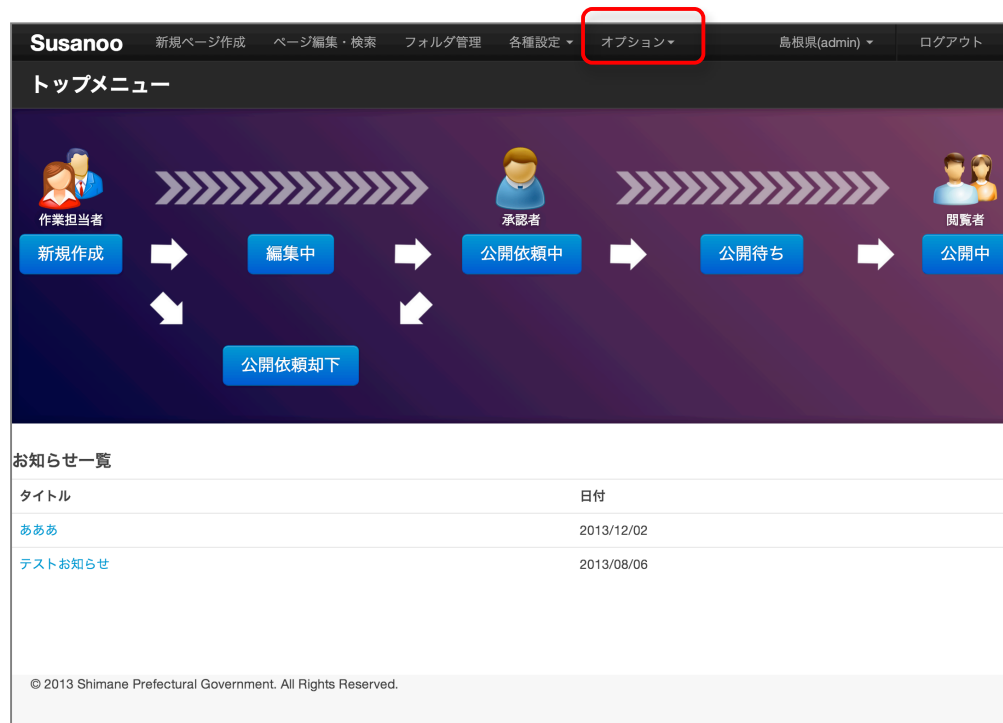 Susanoo 新規ページ作成 ページ編集・検索 フォルダ管理 各種設定 オプション 島根県(admin) ログアウト
トップメニュー
作業担当者 承認者 閲覧者
新規作成 編集中 公開依頼中 公開待ち 公開中
公開依頼却下
お知らせ一覧
タイトル 日付
あああ 2013/12/02
テストお知らせ 2013/08/06
© 2013 Shimane Prefectural Government. All Rights Reserved.